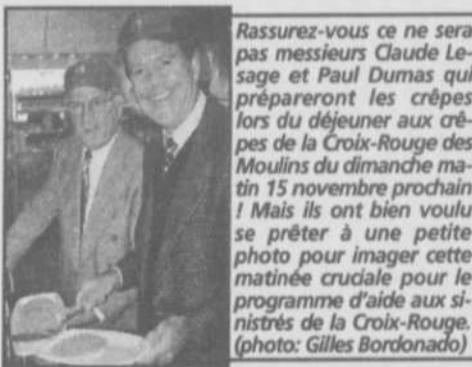 Rassurez-vous ce ne sera
pas messieurs Claude Le-
sage et Paul Dumas qui
prépareront les crêpes
lors du déjeuner aux crê-
pes de la Croix-Rouge des
Moulins du dimanche ma-
tin 15 novembre prochain
! Mais ils ont bien voulu
se prêter à une petite
photo pour imager cette
matinée cruciale pour le
programme d'aide aux si-
nistrés de la Croix-Rouge.
(photo: Gilles Bordonado)